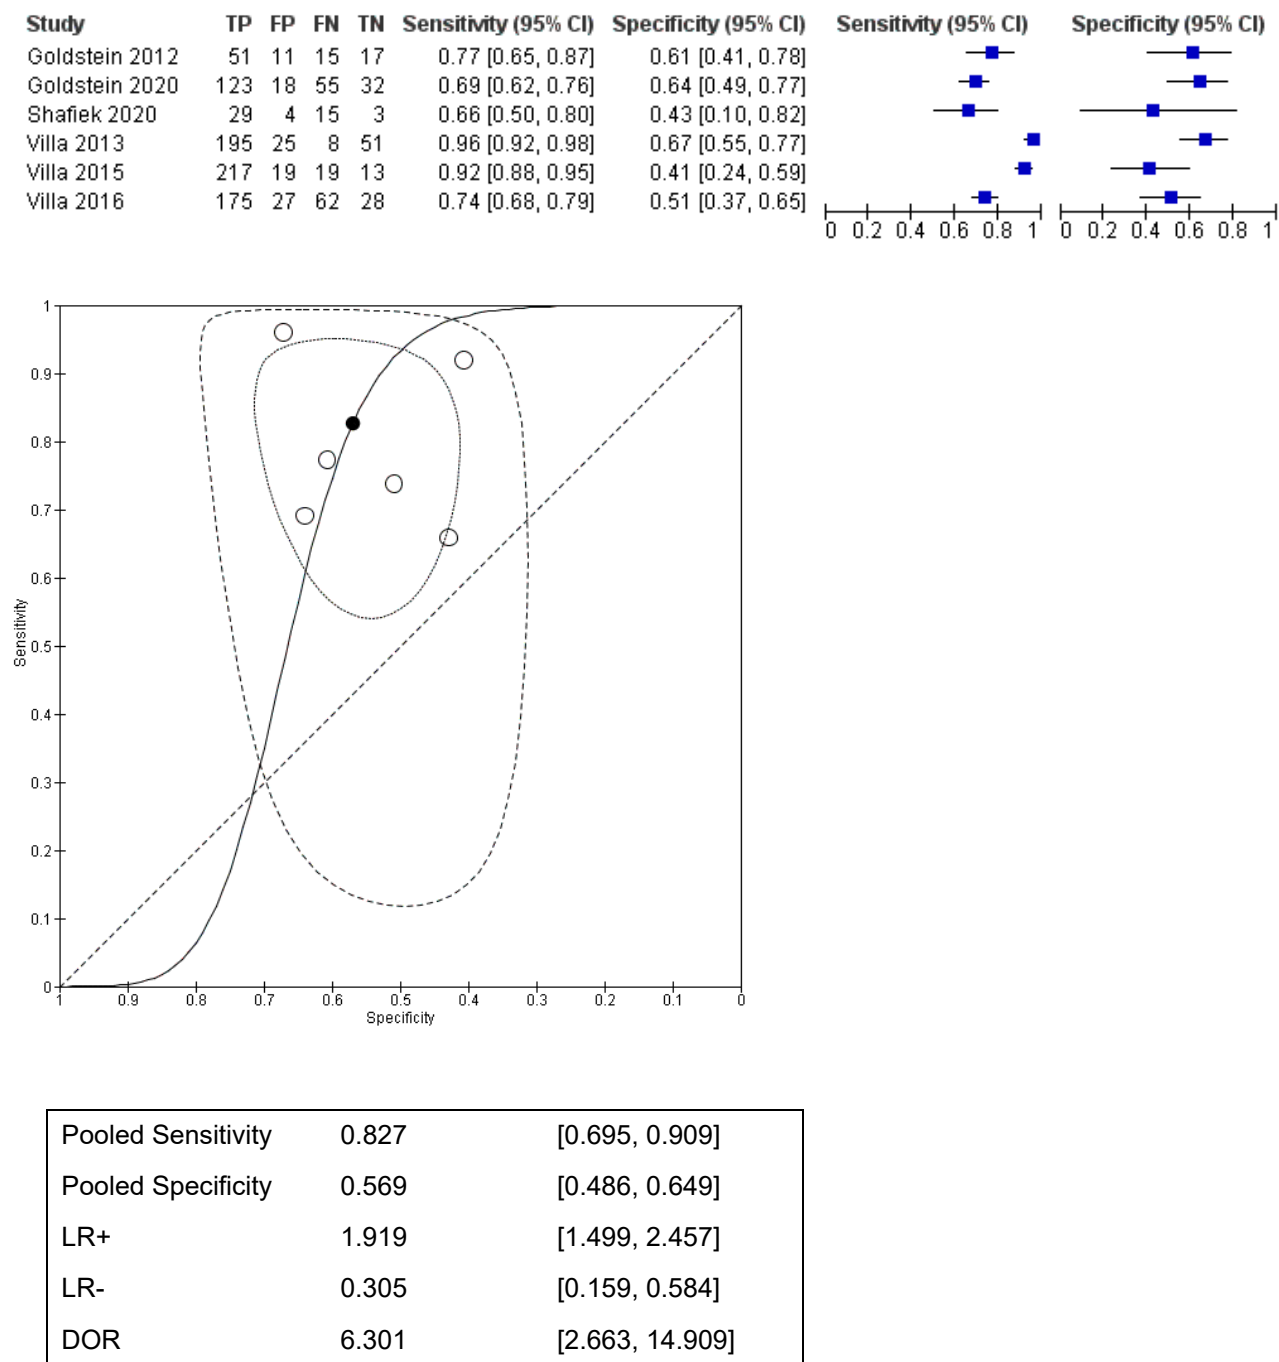 Study TP FP FN TN Sensitivity (95% CI) Specificity (95% CI) Sensitivity (95% CI) Specificity (95% CI)
Goldstein 2012 51 11 15 17 0.77 [0.65, 0.87] 0.61 [0.41, 0.78]
Goldstein 2020 123 18 55 32 0.69 [0.62, 0.76] 0.64 [0.49, 0.77]
Shafiek 2020 29 4 15 3 0.66 [0.50, 0.80] 0.43 [0.10, 0.82]
Villa 2013 195 25 8 51 0.96 [0.92, 0.98] 0.67 [0.55, 0.77]
Villa 2015 217 19 19 13 0.92 [0.88, 0.95] 0.41 [0.24, 0.59]
Villa 2016 175 27 62 28 0.74 [0.68, 0.79] 0.51 [0.37, 0.65]
0 0.2 0.4 0.6 0.8 1 0 0.2 0.4 0.6 0.8 1
1
0.9
0.8
0.7
0.6
Sensitivity
0.5
0.4
0.3
0.2
0.1
0
1 0.9 0.8 0.7 0.6 0.5 0.4 0.3 0.2 0.1 0
Specificity
Pooled Sensitivity 0.827 [0.695, 0.909]
Pooled Specificity 0.569 [0.486, 0.649]
LR+ 1.919 [1.499, 2.457]
LR- 0.305 [0.159, 0.584]
DOR 6.301 [2.663, 14.909]